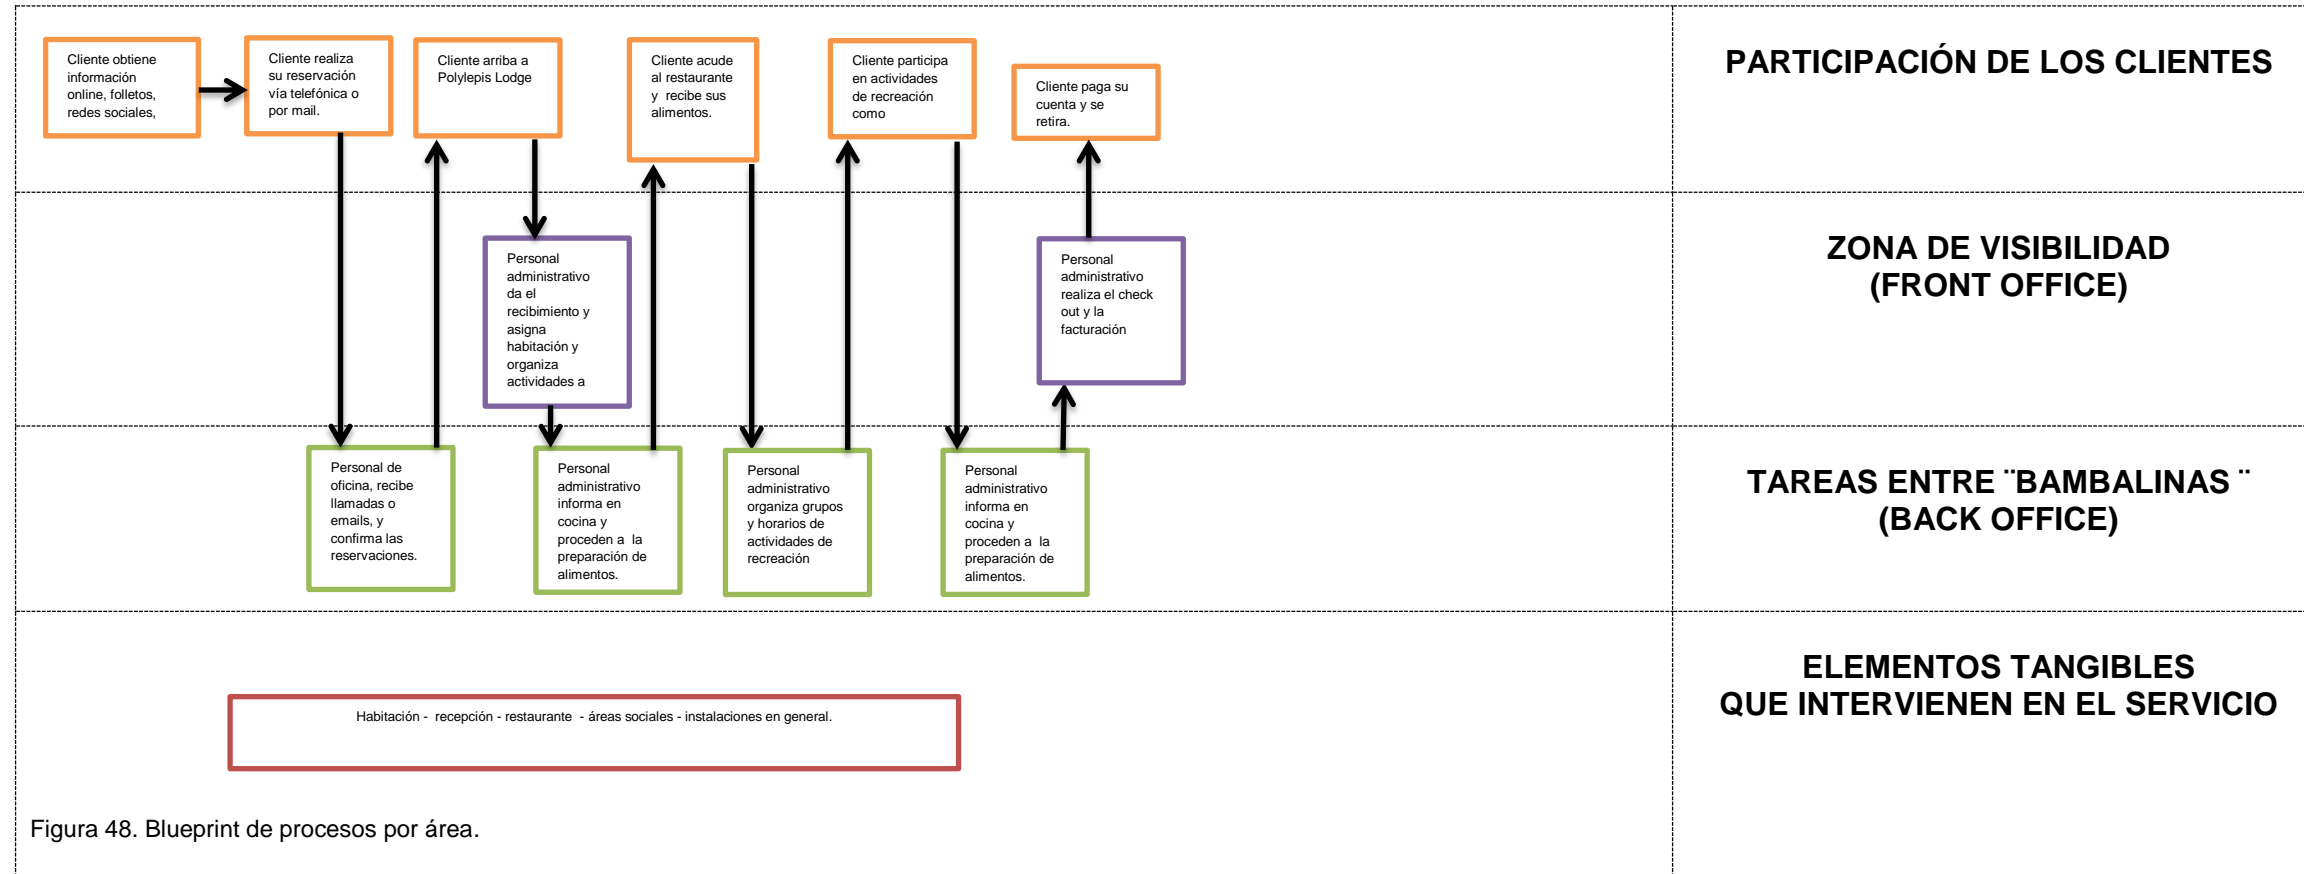 Cliente obtiene
información
online, folletos,
redes sociales,
Cliente realiza
su reservación
vía telefónica o
por mail.
Cliente arriba a
Polylepis Lodge
Cliente acude
al restaurante
y  recibe sus
alimentos.
Cliente participa
en actividades
de recreación
como
Cliente paga su
cuenta y se
retira.
PARTICIPACIÓN DE LOS CLIENTES
Personal
administrativo
da el
recibimiento y
asigna
habitación y
organiza
actividades a
Personal
administrativo
realiza el check
out y la
facturación
ZONA DE VISIBILIDAD
(FRONT OFFICE)
Personal de
oficina, recibe
llamadas o
emails, y
confirma las
reservaciones.
Personal
administrativo
informa en
cocina y
proceden a  la
preparación de
alimentos.
Personal
administrativo
organiza grupos
y horarios de
actividades de
recreación
Personal
administrativo
informa en
cocina y
proceden a  la
preparación de
alimentos.
TAREAS ENTRE ¨BAMBALINAS ¨
(BACK OFFICE)
Habitación -  recepción - restaurante  - áreas sociales - instalaciones en general.
ELEMENTOS TANGIBLES
QUE INTERVIENEN EN EL SERVICIO
Figura 48. Blueprint de procesos por área.